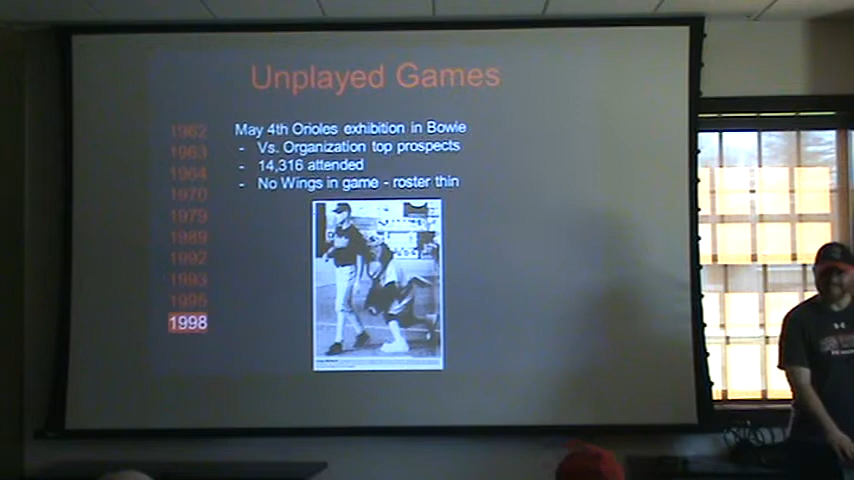 Unplayed Games
1962
1963
1964
1970
1979
1989
1992
1993
1995
1998
May 4th Orioles exhibition in Bowie
- Vs. Organization top prospects
- 14,316 attended
- No Wings in game - roster thin